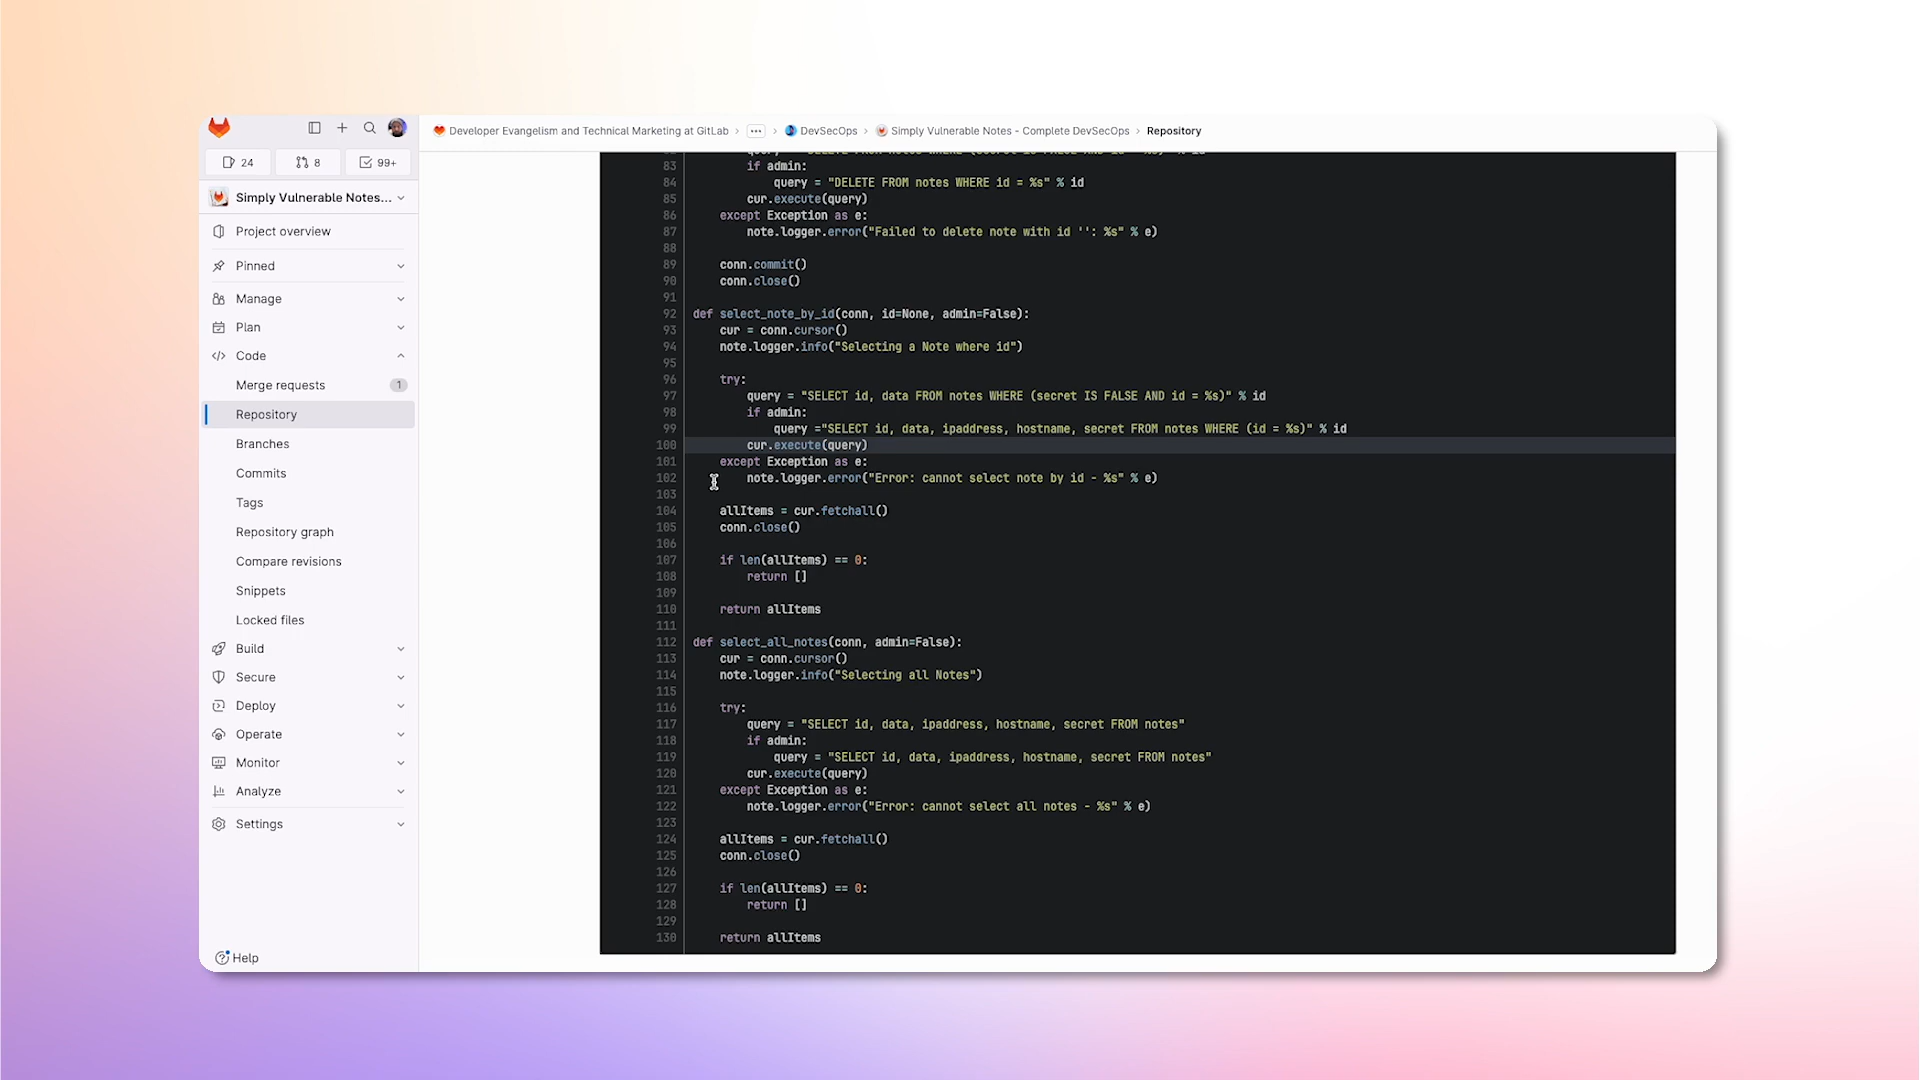 Developer Evangelism and Technical Marketing at GitLab › ··· › DevSecOps › Simply Vulnerable Notes - Complete DevSecOps › Repository
24
8
99+
Simply Vulnerable Notes...
Project overview
Pinned
Manage
Plan
Code
Merge requests 1
Repository
Branches
Commits
Tags
Repository graph
Compare revisions
Snippets
Locked files
Build
Secure
Deploy
Operate
Monitor
Analyze
Settings
Help
83 if admin:
84 query = "DELETE FROM notes WHERE id = %s" % id
85 cur.execute(query)
86 except Exception as e:
87 note.logger.error("Failed to delete note with id '': %s" % e)
88
89 conn.commit()
90 conn.close()
91
92 def select_note_by_id(conn, id=None, admin=False):
93 cur = conn.cursor()
94 note.logger.info("Selecting a Note where id")
95
96 try:
97 query = "SELECT id, data FROM notes WHERE (secret IS FALSE AND id = %s)" % id
98 if admin:
99 query ="SELECT id, data, ipaddress, hostname, secret FROM notes WHERE (id = %s)" % id
100 cur.execute(query)
101 except Exception as e:
102 note.logger.error("Error: cannot select note by id - %s" % e)
103
104 allItems = cur.fetchall()
105 conn.close()
106
107 if len(allItems) == 0:
108 return []
109
110 return allItems
111
112 def select_all_notes(conn, admin=False):
113 cur = conn.cursor()
114 note.logger.info("Selecting all Notes")
115
116 try:
117 query = "SELECT id, data, ipaddress, hostname, secret FROM notes"
118 if admin:
119 query = "SELECT id, data, ipaddress, hostname, secret FROM notes"
120 cur.execute(query)
121 except Exception as e:
122 note.logger.error("Error: cannot select all notes - %s" % e)
123
124 allItems = cur.fetchall()
125 conn.close()
126
127 if len(allItems) == 0:
128 return []
129
130 return allItems